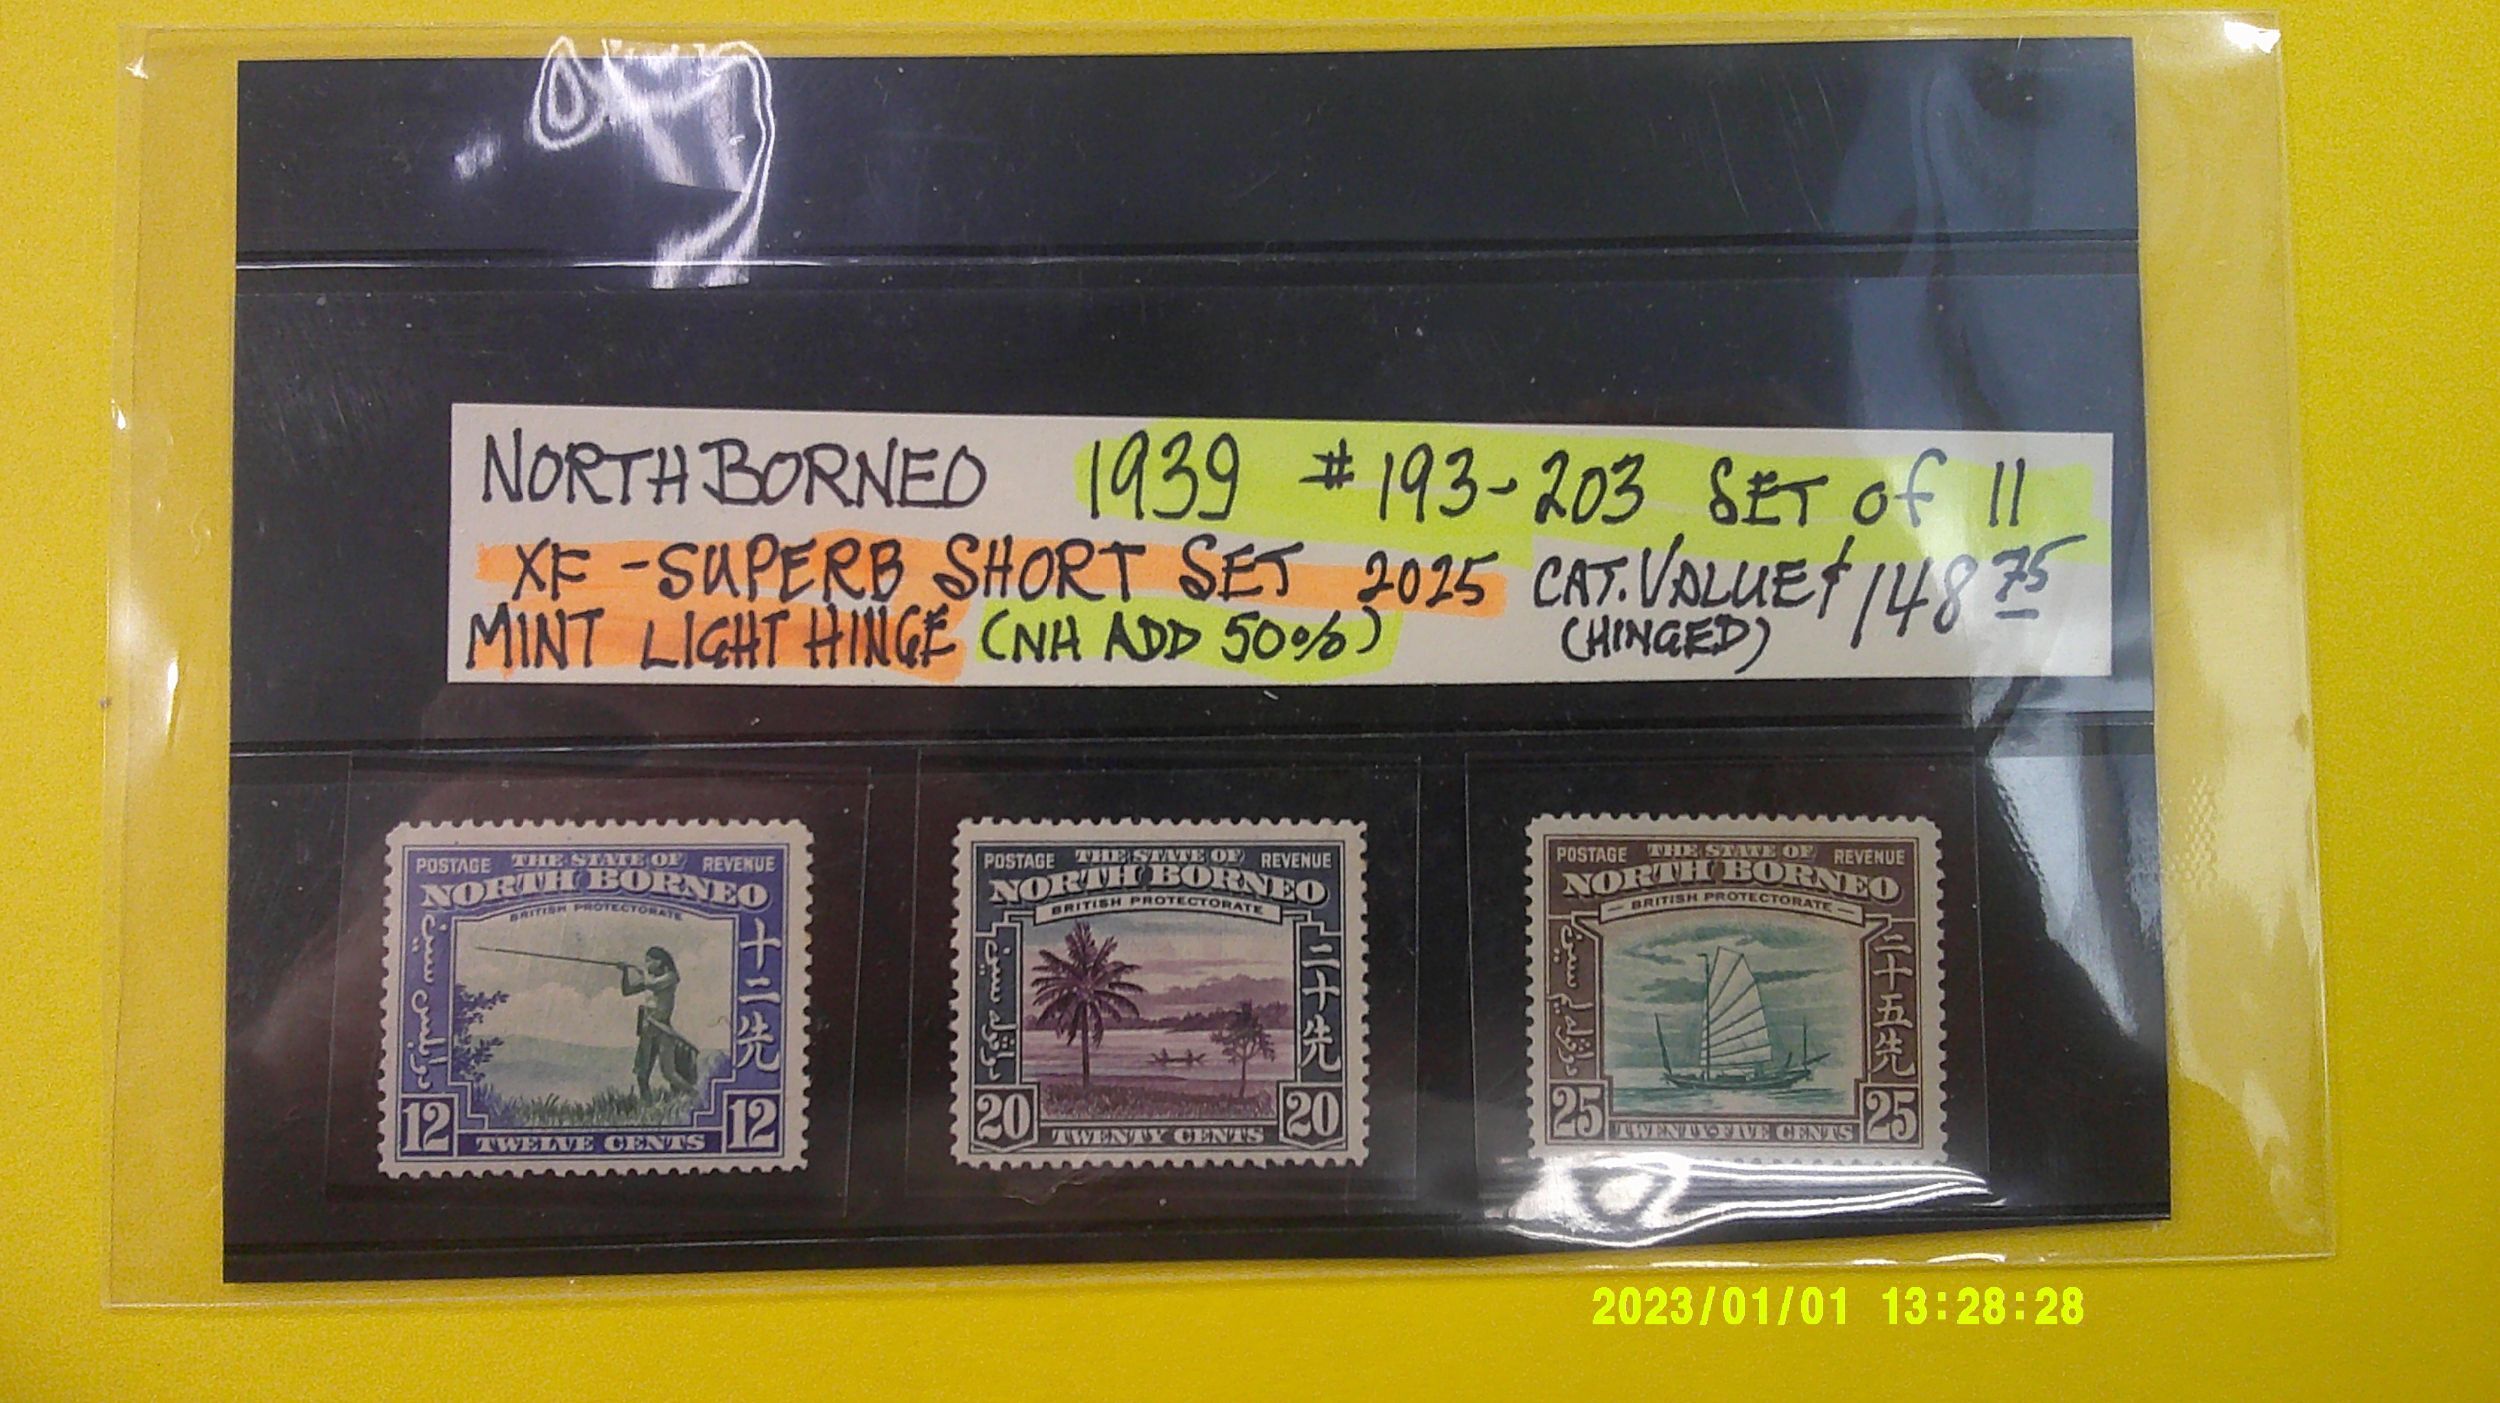 NORTH BORNEO 1939 #193-203 SET of 11
XF-SUPERB SHORT SET 2025 CAT. VALUE $148.75
MINT LIGHT HINGE (NH ADD 50%) (HINGED)
POSTAGE THE STATE OF REVENUE
NORTH BORNEO
BRITISH PROTECTORATE
十二先
12 TWELVE CENTS 12
POSTAGE THE STATE OF REVENUE
NORTH BORNEO
BRITISH PROTECTORATE
二十先
20 TWENTY CENTS 20
POSTAGE THE STATE OF REVENUE
NORTH BORNEO
BRITISH PROTECTORATE
二十五先
25 TWENTY-FIVE CENTS 25
2023/01/01 13:28:28